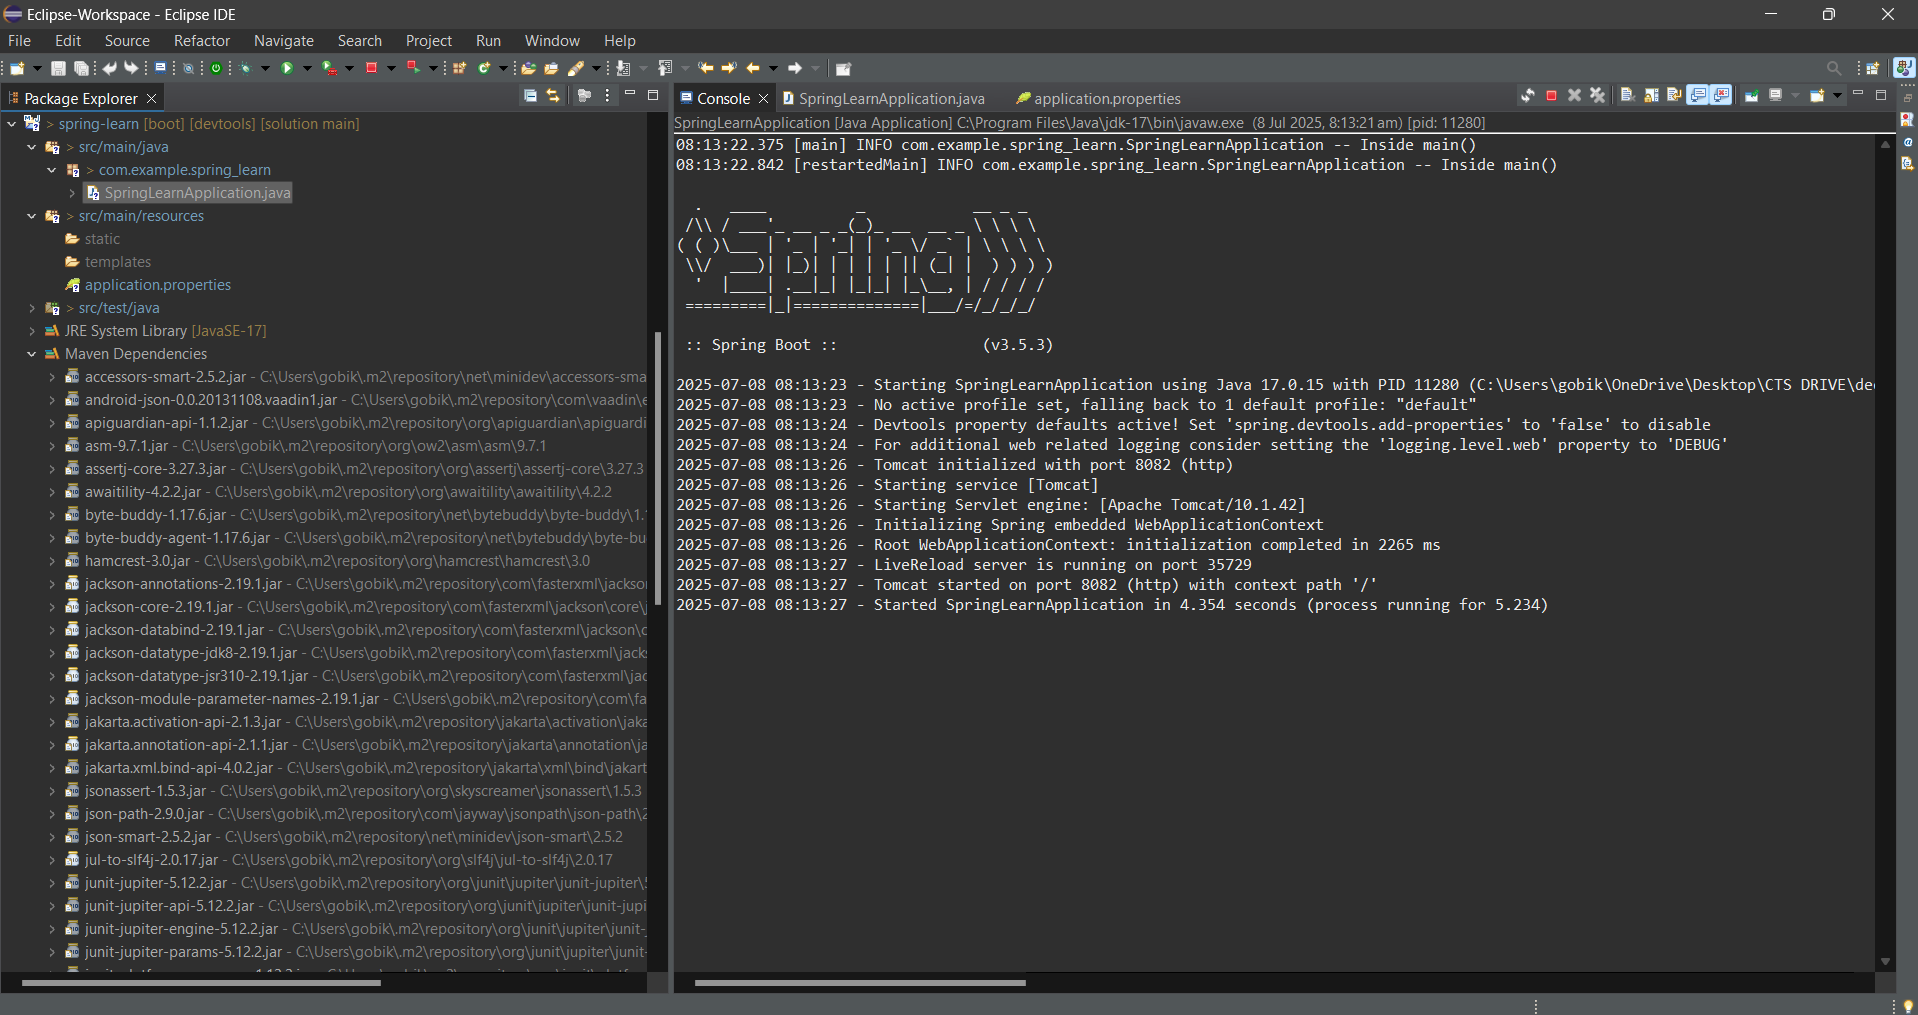 Eclipse-Workspace - Eclipse IDE
File Edit Source Refactor Navigate Search Project Run Window Help
Package Explorer
> spring-learn [boot] [devtools] [solution main]
> src/main/java
> com.example.spring_learn
SpringLearnApplication.java
> src/main/resources
static
templates
application.properties
> src/test/java
JRE System Library [JavaSE-17]
Maven Dependencies
accessors-smart-2.5.2.jar - C:\Users\gobik\.m2\repository\net\minidev\accessors-sma
android-json-0.0.20131108.vaadin1.jar - C:\Users\gobik\.m2\repository\com\vaadin\e
apiguardian-api-1.1.2.jar - C:\Users\gobik\.m2\repository\org\apiguardian\apiguardi
asm-9.7.1.jar - C:\Users\gobik\.m2\repository\org\ow2\asm\asm\9.7.1
assertj-core-3.27.3.jar - C:\Users\gobik\.m2\repository\org\assertj\assertj-core\3.27.3
awaitility-4.2.2.jar - C:\Users\gobik\.m2\repository\org\awaitility\awaitility\4.2.2
byte-buddy-1.17.6.jar - C:\Users\gobik\.m2\repository\net\bytebuddy\byte-buddy\1.
byte-buddy-agent-1.17.6.jar - C:\Users\gobik\.m2\repository\net\bytebuddy\byte-bu
hamcrest-3.0.jar - C:\Users\gobik\.m2\repository\org\hamcrest\hamcrest\3.0
jackson-annotations-2.19.1.jar - C:\Users\gobik\.m2\repository\com\fasterxml\jackso
jackson-core-2.19.1.jar - C:\Users\gobik\.m2\repository\com\fasterxml\jackson\core\
jackson-databind-2.19.1.jar - C:\Users\gobik\.m2\repository\com\fasterxml\jackson\c
jackson-datatype-jdk8-2.19.1.jar - C:\Users\gobik\.m2\repository\com\fasterxml\jack
jackson-datatype-jsr310-2.19.1.jar - C:\Users\gobik\.m2\repository\com\fasterxml\jac
jackson-module-parameter-names-2.19.1.jar - C:\Users\gobik\.m2\repository\com\fa
jakarta.activation-api-2.1.3.jar - C:\Users\gobik\.m2\repository\jakarta\activation\jaka
jakarta.annotation-api-2.1.1.jar - C:\Users\gobik\.m2\repository\jakarta\annotation\ja
jakarta.xml.bind-api-4.0.2.jar - C:\Users\gobik\.m2\repository\jakarta\xml\bind\jakart
jsonassert-1.5.3.jar - C:\Users\gobik\.m2\repository\org\skyscreamer\jsonassert\1.5.3
json-path-2.9.0.jar - C:\Users\gobik\.m2\repository\com\jayway\jsonpath\json-path\2
json-smart-2.5.2.jar - C:\Users\gobik\.m2\repository\net\minidev\json-smart\2.5.2
jul-to-slf4j-2.0.17.jar - C:\Users\gobik\.m2\repository\org\slf4j\jul-to-slf4j\2.0.17
junit-jupiter-5.12.2.jar - C:\Users\gobik\.m2\repository\org\junit\jupiter\junit-jupiter\
junit-jupiter-api-5.12.2.jar - C:\Users\gobik\.m2\repository\org\junit\jupiter\junit-jupi
junit-jupiter-engine-5.12.2.jar - C:\Users\gobik\.m2\repository\org\junit\jupiter\junit-
junit-jupiter-params-5.12.2.jar - C:\Users\gobik\.m2\repository\org\junit\jupiter\junit-
Console SpringLearnApplication.java application.properties
SpringLearnApplication [Java Application] C:\Program Files\Java\jdk-17\bin\javaw.exe (8 Jul 2025, 8:13:21 am) [pid: 11280]
08:13:22.375 [main] INFO com.example.spring_learn.SpringLearnApplication -- Inside main()
08:13:22.842 [restartedMain] INFO com.example.spring_learn.SpringLearnApplication -- Inside main()
Spring
:: Spring Boot :: (v3.5.3)
2025-07-08 08:13:23 - Starting SpringLearnApplication using Java 17.0.15 with PID 11280 (C:\Users\gobik\OneDrive\Desktop\CTS DRIVE\de
2025-07-08 08:13:23 - No active profile set, falling back to 1 default profile: "default"
2025-07-08 08:13:24 - Devtools property defaults active! Set 'spring.devtools.add-properties' to 'false' to disable
2025-07-08 08:13:24 - For additional web related logging consider setting the 'logging.level.web' property to 'DEBUG'
2025-07-08 08:13:26 - Tomcat initialized with port 8082 (http)
2025-07-08 08:13:26 - Starting service [Tomcat]
2025-07-08 08:13:26 - Starting Servlet engine: [Apache Tomcat/10.1.42]
2025-07-08 08:13:26 - Initializing Spring embedded WebApplicationContext
2025-07-08 08:13:26 - Root WebApplicationContext: initialization completed in 2265 ms
2025-07-08 08:13:27 - LiveReload server is running on port 35729
2025-07-08 08:13:27 - Tomcat started on port 8082 (http) with context path '/'
2025-07-08 08:13:27 - Started SpringLearnApplication in 4.354 seconds (process running for 5.234)